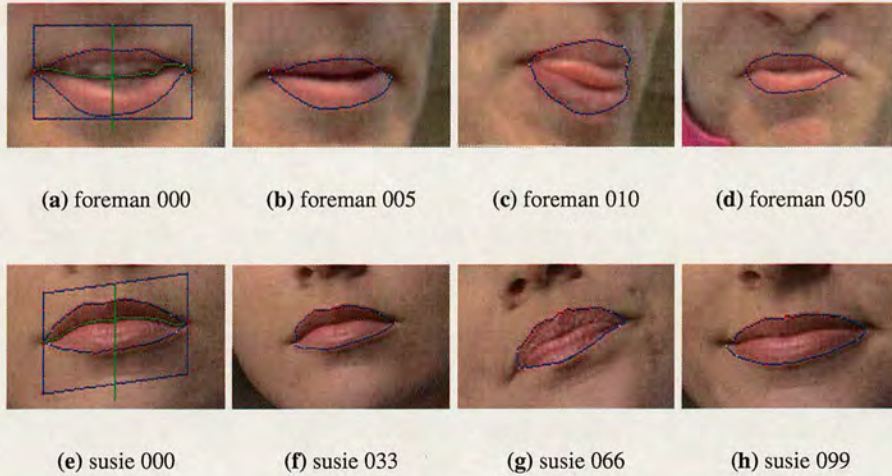 (a) foreman 000 (b) foreman 005 (c) foreman 010 (d) foreman 050
(e) susie 000 (f) susie 033 (g) susie 066 (h) susie 099